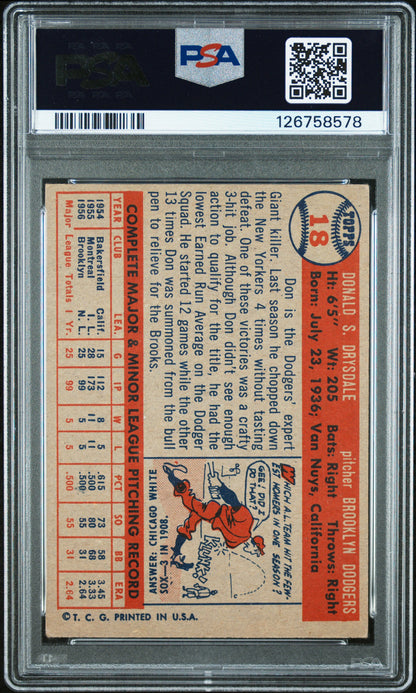 PSA
PSA
126758578
TOPPS
18
DONALD S. DRYSDALE pitcher BROOKLYN DODGERS
Ht: 6'5" Wt: 205 Bats: Right Throws: Right
Born: July 23, 1936; Van Nuys, California
Don is the Dodgers' expert
Giant killer. Last season he chopped down
the New Yorkers 4 times without tasting
defeat. One of these victories was a crafty
3-hit job. Although Don didn't see enough
action to qualify for the title, he had the
lowest Earned Run Average on the Dodger
Squad. He started 12 games while the other
13 times Don was summoned from the bull
pen to relieve for the Brooks.
WHICH A.L. TEAM HIT THE FEW-
EST HOMERS IN ONE SEASON?
GEE! DID I
DO THAT?
ANSWER: CHICAGO WHITE
SOX—3 IN 1908.
COMPLETE MAJOR & MINOR LEAGUE PITCHING RECORD
YEAR CLUB LEA. G IP W L PCT SO BB ERA
1954 Bakersfield Calif. 15 112 8 5 .615 73 58 3.45
1955 Montreal I. L. 28 173 11 11 .500 80 68 3.33
1956 Brooklyn N. L. 25 99 5 5 .500 55 31 2.64
Major League Totals 1 Yr. 25 99 5 5 .500 55 31 2.64
© T. C. G. PRINTED IN U.S.A.